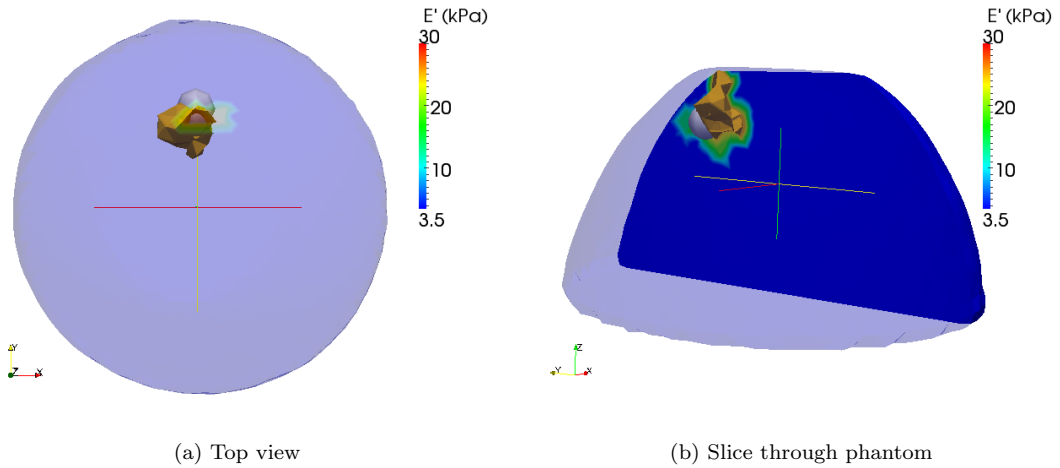 E' (kPa)
30
20
10
3.5
Y
Z
X
(a) Top view
E' (kPa)
30
20
10
3.5
Z
Y
X
(b) Slice through phantom